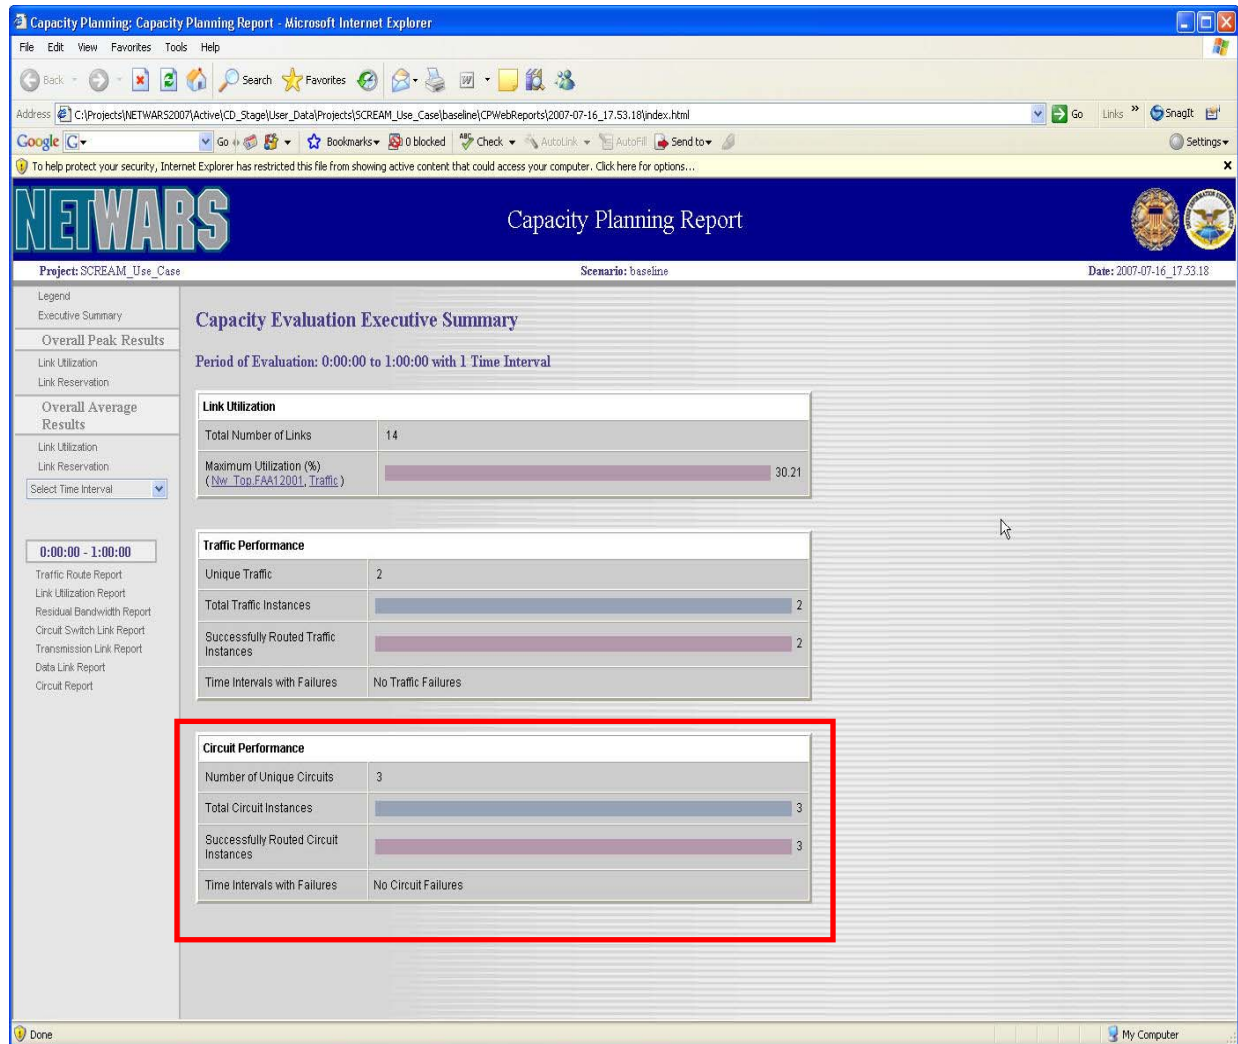 Capacity Planning: Capacity Planning Report - Microsoft Internet Explorer
File Edit View Favorites Tools Help
Back Search Favorites
Address C:\Projects\NETWARS2007\Active\CD_Stage\User_Data\Projects\SCREAM_Use_Case\baseline\CPWebReports\2007-07-16_17.53.18\index.html Go Links » SnagIt
Google G Go Bookmarks 0 blocked ABC Check AutoLink AutoFill Send to Settings
To help protect your security, Internet Explorer has restricted this file from showing active content that could access your computer. Click here for options... x
NETWARS
Capacity Planning Report
Project: SCREAM_Use_Case Scenario: baseline Date: 2007-07-16_17.53.18
Legend
Executive Summary
Overall Peak Results
Link Utilization
Link Reservation
Overall Average
Results
Link Utilization
Link Reservation
Select Time Interval
0:00:00 - 1:00:00
Traffic Route Report
Link Utilization Report
Residual Bandwidth Report
Circuit Switch Link Report
Transmission Link Report
Data Link Report
Circuit Report
Capacity Evaluation Executive Summary
Period of Evaluation: 0:00:00 to 1:00:00 with 1 Time Interval
Link Utilization
Total Number of Links 14
Maximum Utilization (%)
( Nw_Top.FAA12001, Traffic ) 30.21
Traffic Performance
Unique Traffic 2
Total Traffic Instances 2
Successfully Routed Traffic
Instances 2
Time Intervals with Failures No Traffic Failures
Circuit Performance
Number of Unique Circuits 3
Total Circuit Instances 3
Successfully Routed Circuit
Instances 3
Time Intervals with Failures No Circuit Failures
Done My Computer